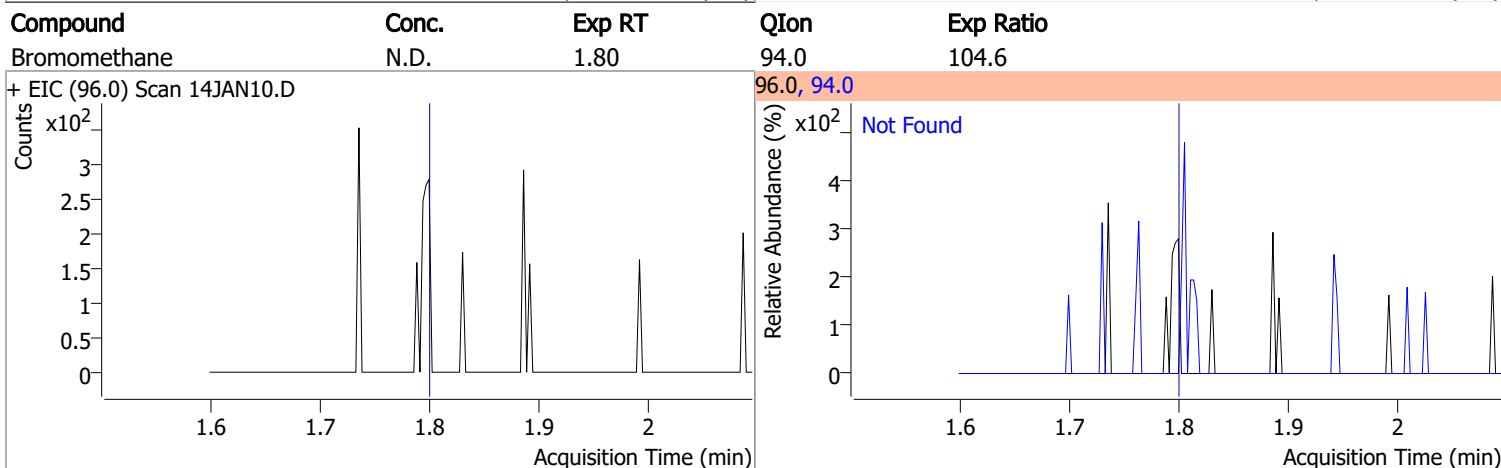 Compound Conc. Exp RT QIon Exp Ratio
Bromomethane N.D. 1.80 94.0 104.6
+ EIC (96.0) Scan 14JAN10.D
96.0, 94.0
Counts
x10²
3
2.5
2
1.5
1
0.5
0
1.6 1.7 1.8 1.9 2
Acquisition Time (min)
Relative Abundance (%)
x10²
Not Found
4
3
2
1
0
1.6 1.7 1.8 1.9 2
Acquisition Time (min)